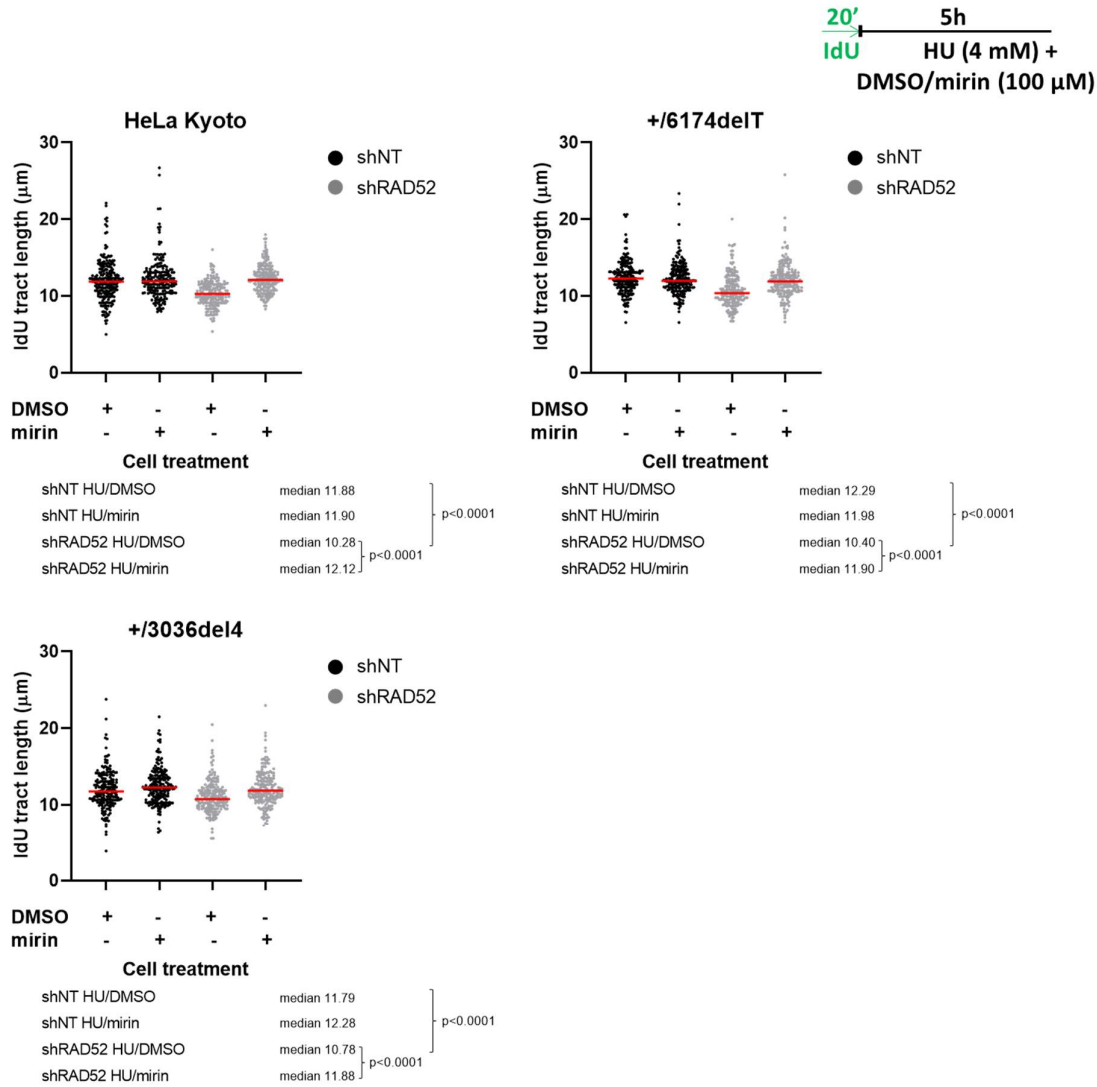 20’ 5h
IdU HU (4 mM) +
DMSO/mirin (100 µM)
HeLa Kyoto
30
20
10
0
IdU tract length (µm)
shNT
shRAD52
DMSO + - + -
mirin - + - +
Cell treatment
shNT HU/DMSO median 11.88
shNT HU/mirin median 11.90
shRAD52 HU/DMSO median 10.28
shRAD52 HU/mirin median 12.12
p<0.0001
p<0.0001
+/6174delT
30
20
10
0
IdU tract length (µm)
shNT
shRAD52
DMSO + - + -
mirin - + - +
Cell treatment
shNT HU/DMSO median 12.29
shNT HU/mirin median 11.98
shRAD52 HU/DMSO median 10.40
shRAD52 HU/mirin median 11.90
p<0.0001
p<0.0001
+/3036del4
30
20
10
0
IdU tract length (µm)
shNT
shRAD52
DMSO + - + -
mirin - + - +
Cell treatment
shNT HU/DMSO median 11.79
shNT HU/mirin median 12.28
shRAD52 HU/DMSO median 10.78
shRAD52 HU/mirin median 11.88
p<0.0001
p<0.0001